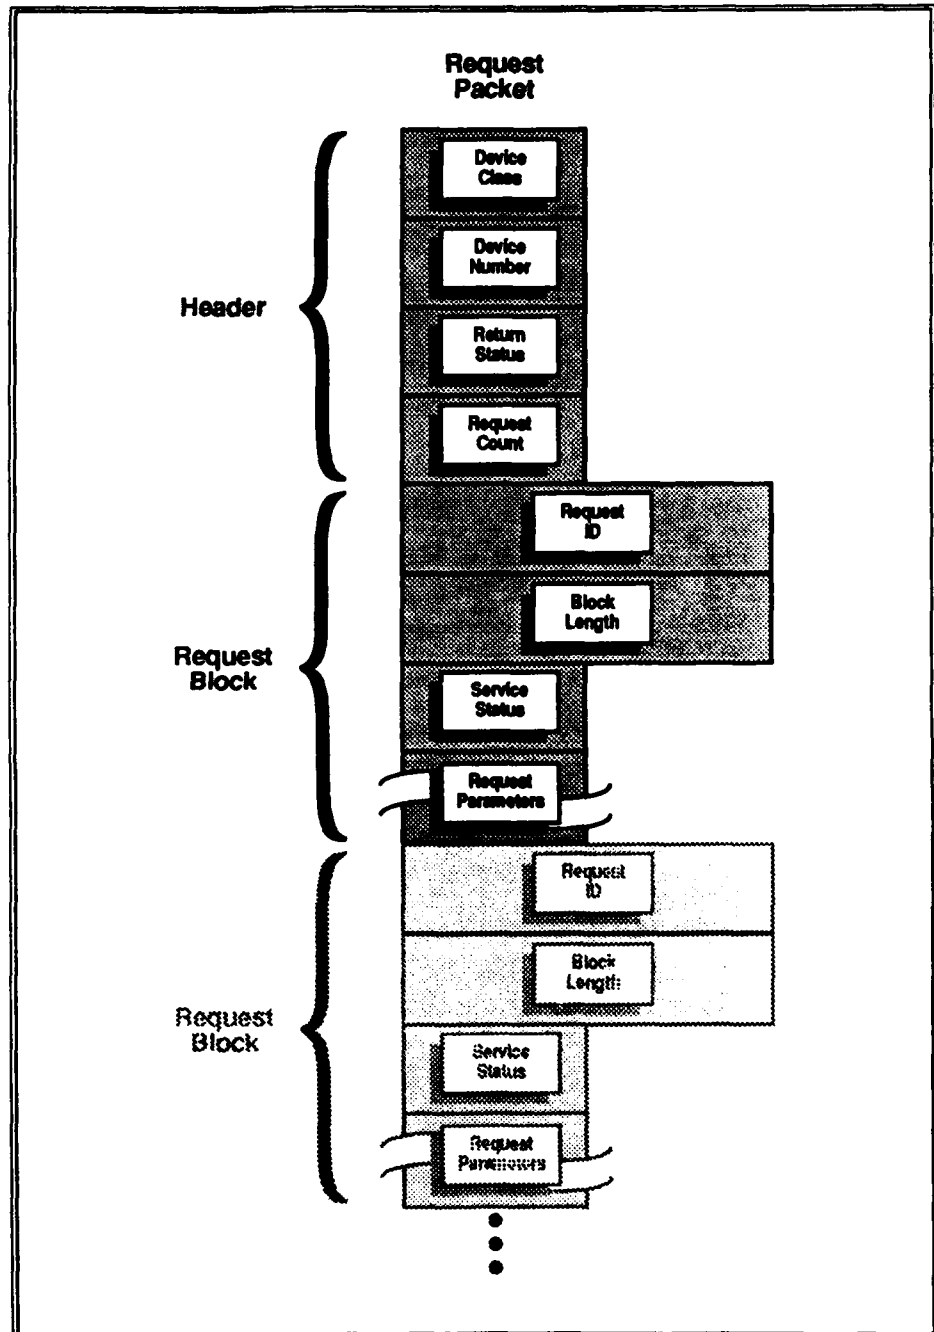 Request
Packet
Device
Class
Device
Number
Header
Return
Status
Request
Count
Request
ID
Block
Length
Request
Block
Service
Status
Request
Parameters
Request
ID
Block
Length
Request
Block
Service
Status
Request
Parameters